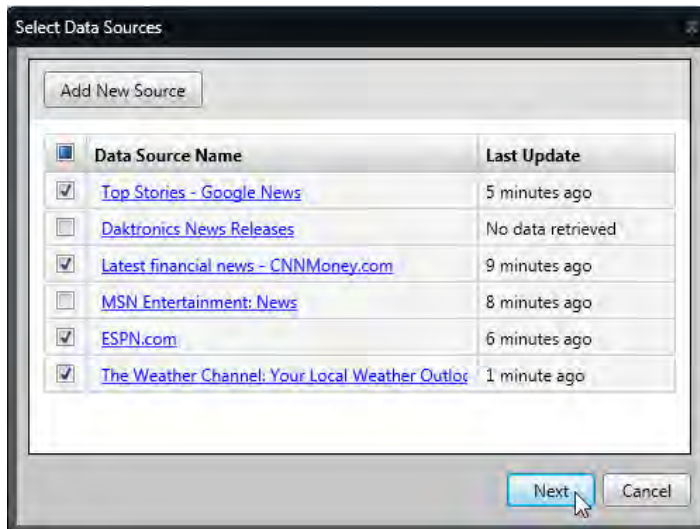 Select Data Sources
Add New Source
Data Source Name Last Update
Top Stories - Google News 5 minutes ago
Daktronics News Releases No data retrieved
Latest financial news - CNNMoney.com 9 minutes ago
MSN Entertainment: News 8 minutes ago
ESPN.com 6 minutes ago
The Weather Channel: Your Local Weather Outloo 1 minute ago
Next Cancel